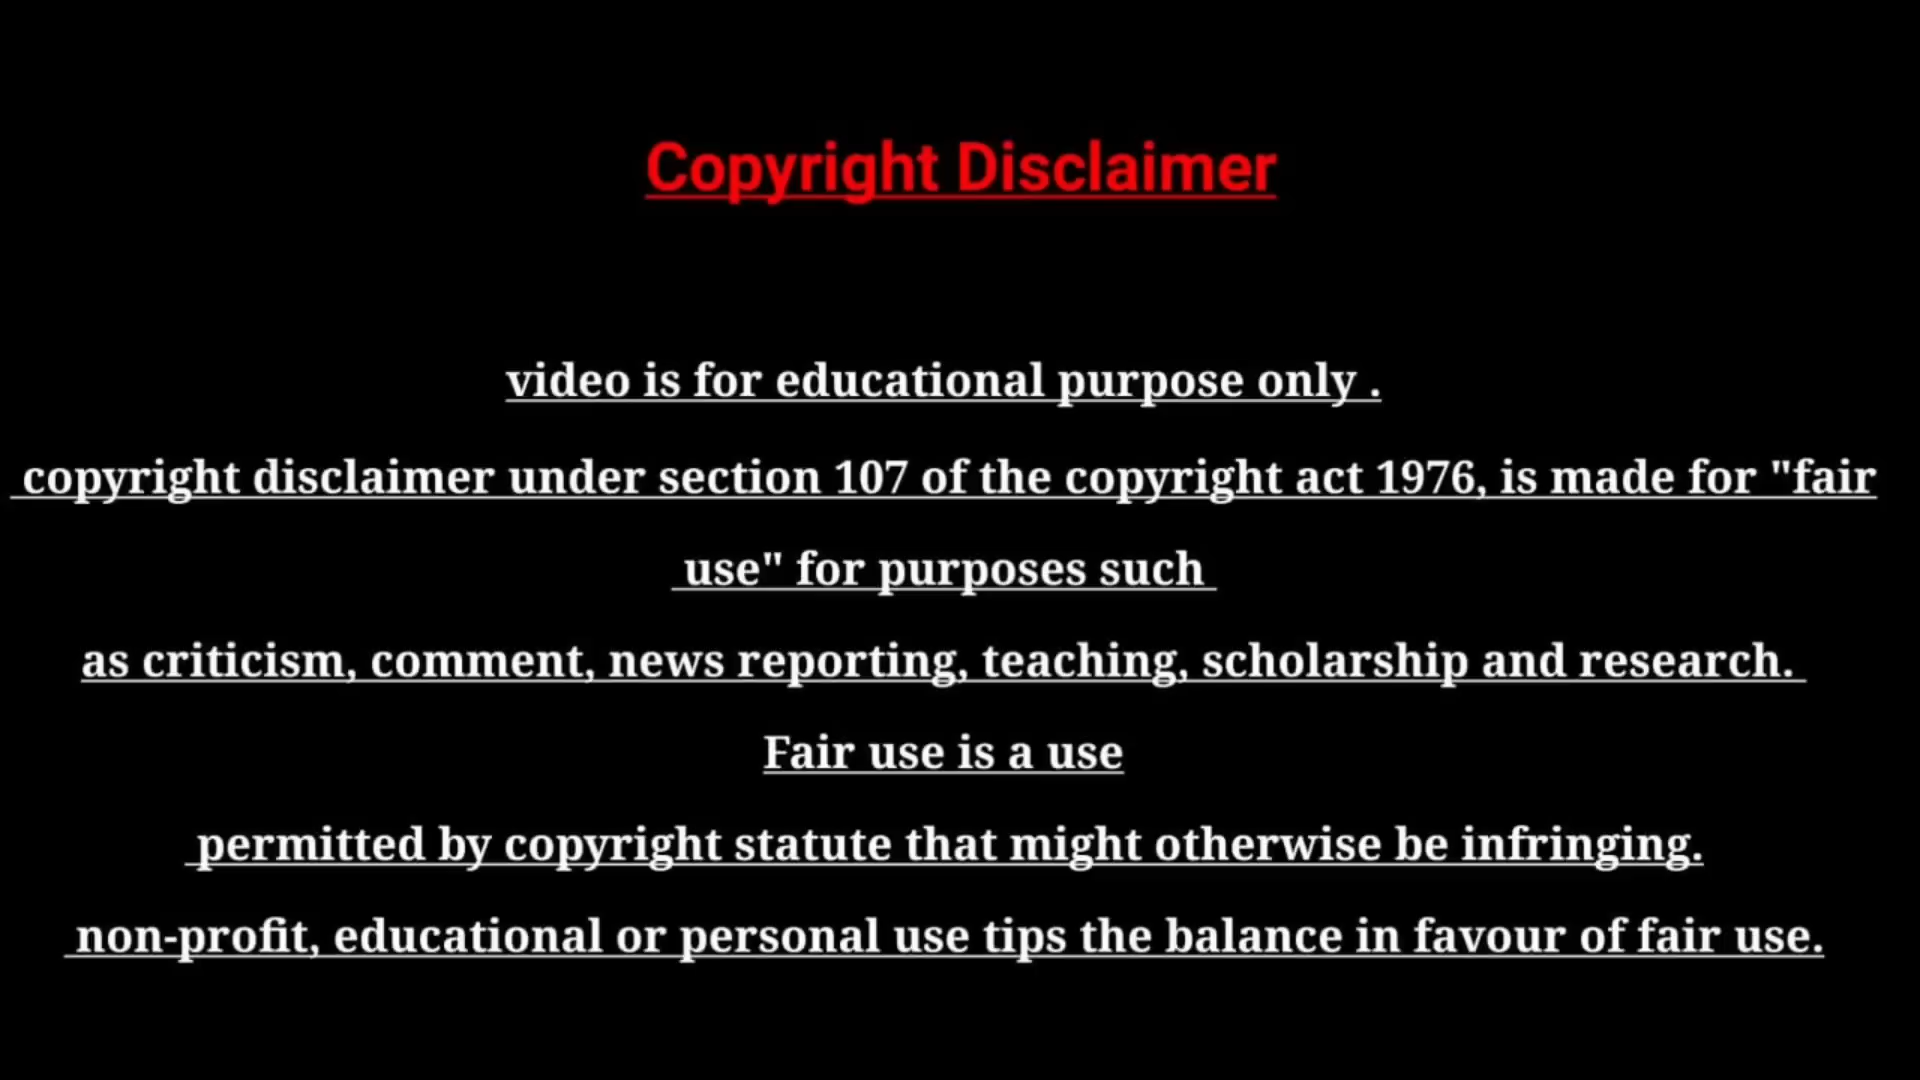 Copyright Disclaimer
video is for educational purpose only .
copyright disclaimer under section 107 of the copyright act 1976, is made for "fair
use" for purposes such
as criticism, comment, news reporting, teaching, scholarship and research.
Fair use is a use
permitted by copyright statute that might otherwise be infringing.
non-profit, educational or personal use tips the balance in favour of fair use.